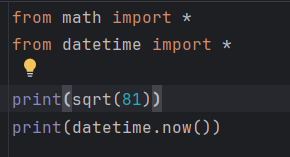 from math import *
from datetime import *
print(sqrt(81))
print(datetime.now())